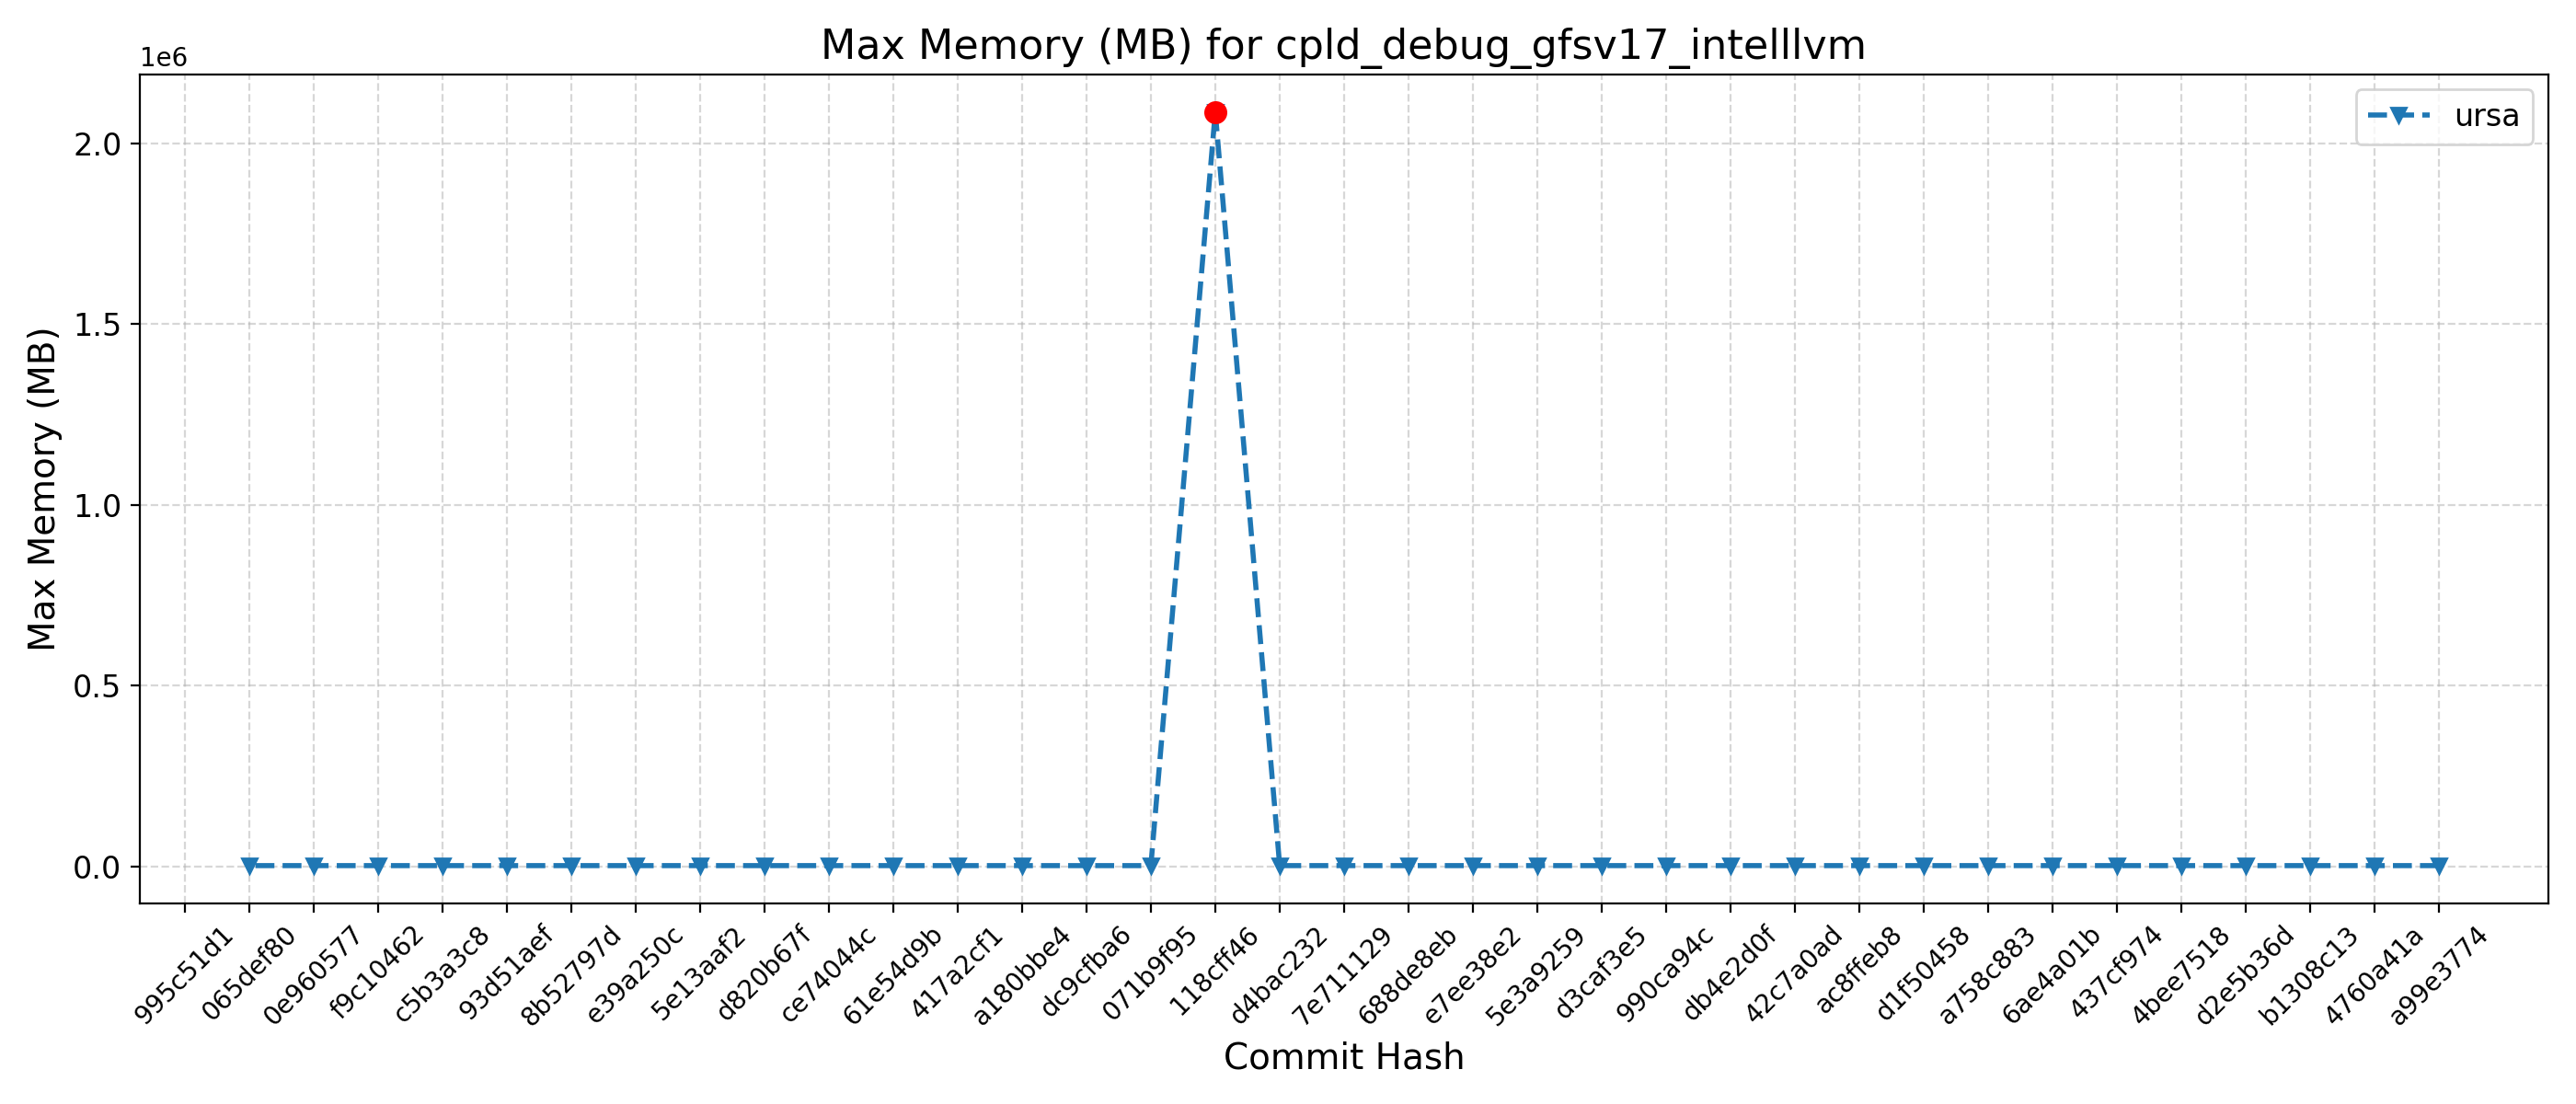 Max Memory (MB) for cpld_debug_gfsv17_intelllvm
1e6
ursa
2.0
1.5
1.0
0.5
0.0
Max Memory (MB)
995c51d1
065def80
0e960577
f9c10462
c5b3a3c8
93d51aef
8b52797d
e39a250c
5e13aaf2
d820b67f
ce74044c
61e54d9b
417a2cf1
a180bbe4
dc9cfba6
071b9f95
118cff46
d4bac232
7e711129
688de8eb
e7ee38e2
5e3a9259
d3caf3e5
990ca94c
db4e2d0f
42c7a0ad
ac8ffeb8
d1f50458
a758c883
6ae4a01b
437cf974
4bee7518
d2e5b36d
b1308c13
4760a41a
a99e3774
Commit Hash